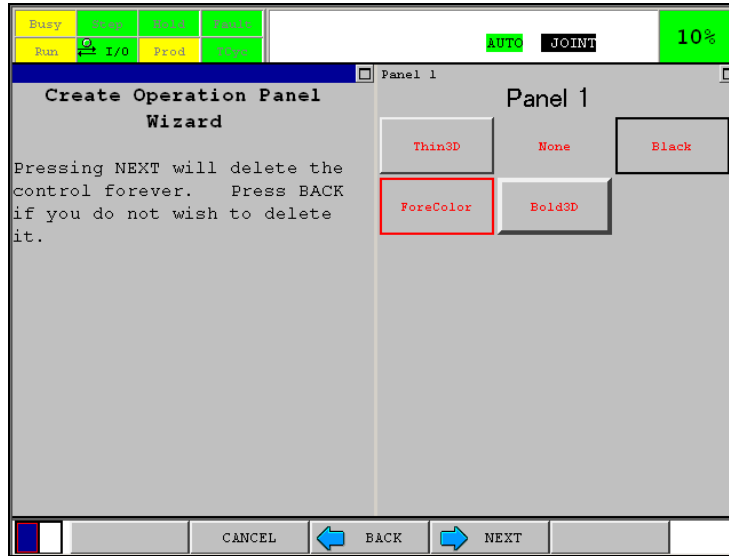 Busy Step Hold Fault
Run I/O Prod TCyc
AUTO JOINT
10%
Panel 1
Create Operation Panel
Wizard
Pressing NEXT will delete the
control forever. Press BACK
if you do not wish to delete
it.
Panel 1
Thin3D None Black
ForeColor Bold3D
CANCEL BACK NEXT